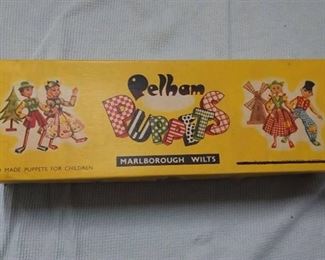 Pelham
PUPPETS
MARLBOROUGH WILTS
MADE PUPPETS FOR CHILDREN